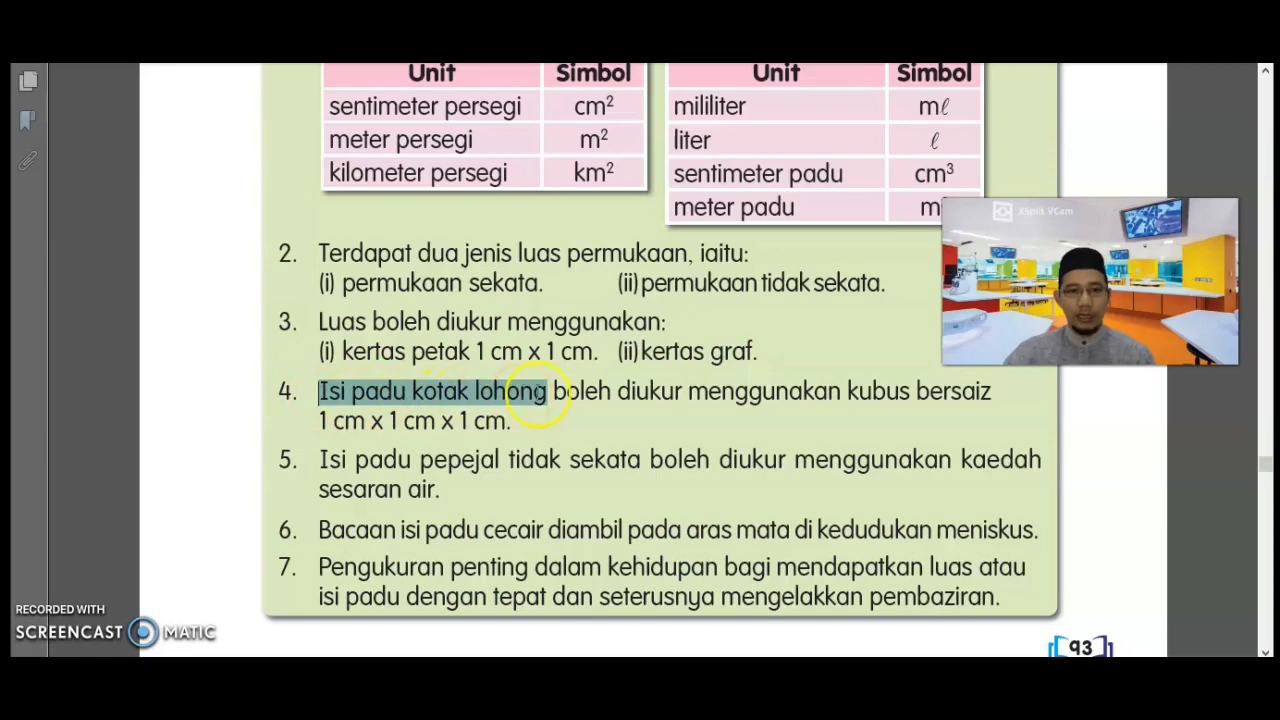 Unit Simbol Unit Simbol
sentimeter persegi cm² mililiter mℓ
meter persegi m² liter ℓ
kilometer persegi km² sentimeter padu cm³
meter padu
XSplit VCam
2. Terdapat dua jenis luas permukaan, iaitu:
(i) permukaan sekata. (ii) permukaan tidak sekata.
3. Luas boleh diukur menggunakan:
(i) kertas petak 1 cm x 1 cm. (ii) kertas graf.
4. Isi padu kotak lohong boleh diukur menggunakan kubus bersaiz
1 cm x 1 cm x 1 cm.
5. Isi padu pepejal tidak sekata boleh diukur menggunakan kaedah
sesaran air.
6. Bacaan isi padu cecair diambil pada aras mata di kedudukan meniskus.
7. Pengukuran penting dalam kehidupan bagi mendapatkan luas atau
isi padu dengan tepat dan seterusnya mengelakkan pembaziran.
RECORDED WITH
SCREENCAST MATIC
93